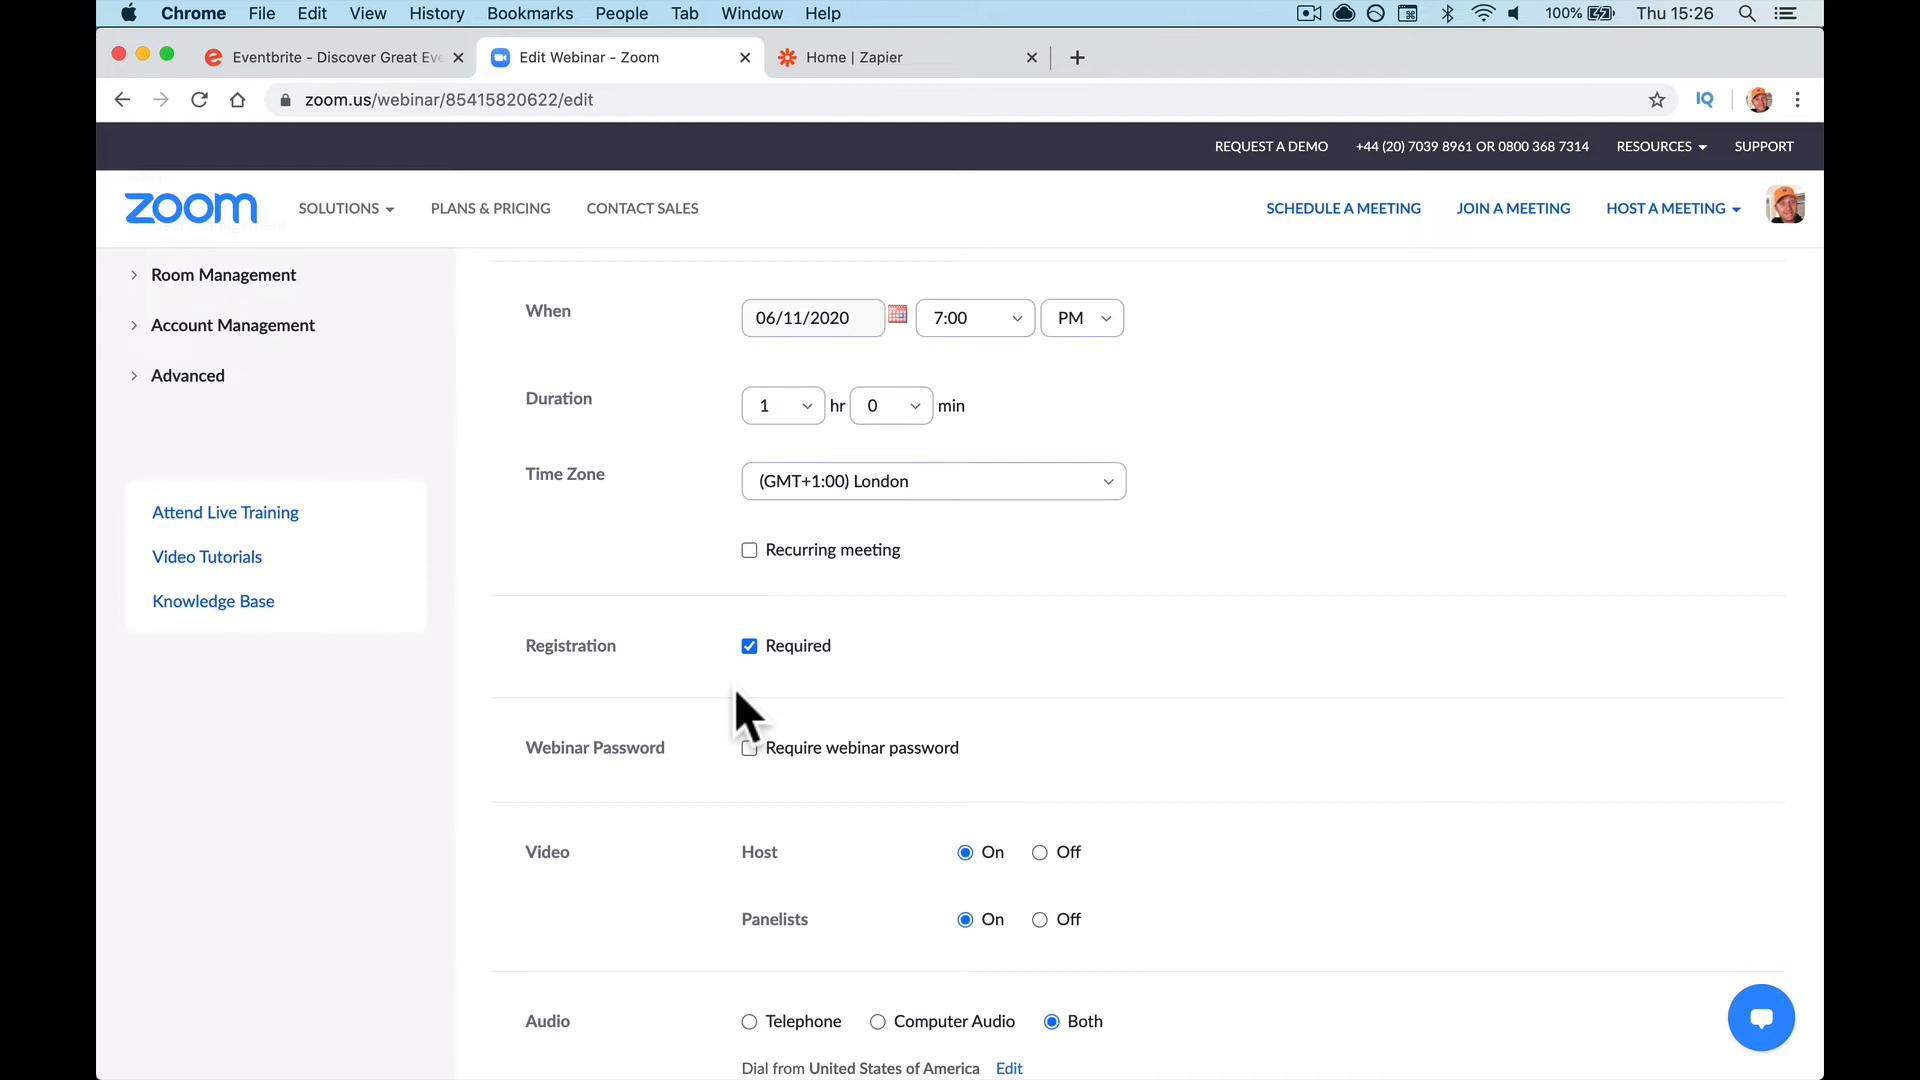 Chrome File Edit View History Bookmarks People Tab Window Help 100% Thu 15:26
Eventbrite - Discover Great Eve Edit Webinar - Zoom Home | Zapier
zoom.us/webinar/85415820622/edit IQ
REQUEST A DEMO +44 (20) 7039 8961 OR 0800 368 7314 RESOURCES SUPPORT
zoom SOLUTIONS PLANS & PRICING CONTACT SALES SCHEDULE A MEETING JOIN A MEETING HOST A MEETING
Room Management
Account Management
Advanced
Attend Live Training
Video Tutorials
Knowledge Base
When 06/11/2020 7:00 PM
Duration 1 hr 0 min
Time Zone (GMT+1:00) London
Recurring meeting
Registration Required
Webinar Password Require webinar password
Video Host On Off
Panelists On Off
Audio Telephone Computer Audio Both
Dial from United States of America Edit